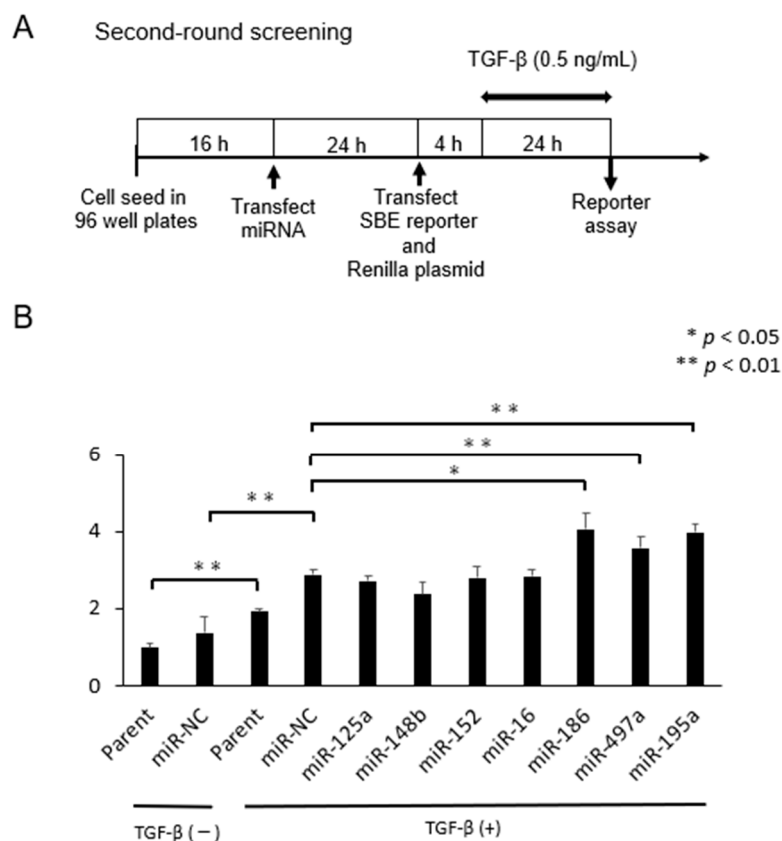 A
Second-round screening
TGF-β (0.5 ng/mL)
16 h
24 h
4 h
24 h
Cell seed in
96 well plates
Transfect
miRNA
Transfect
SBE reporter
and
Renilla plasmid
Reporter
assay
B
* p < 0.05
** p < 0.01
**
**
*
**
**
6
4
2
0
Parent
miR-NC
Parent
miR-NC
miR-125a
miR-148b
miR-152
miR-16
miR-186
miR-497a
miR-195a
TGF-β (−)
TGF-β (+)